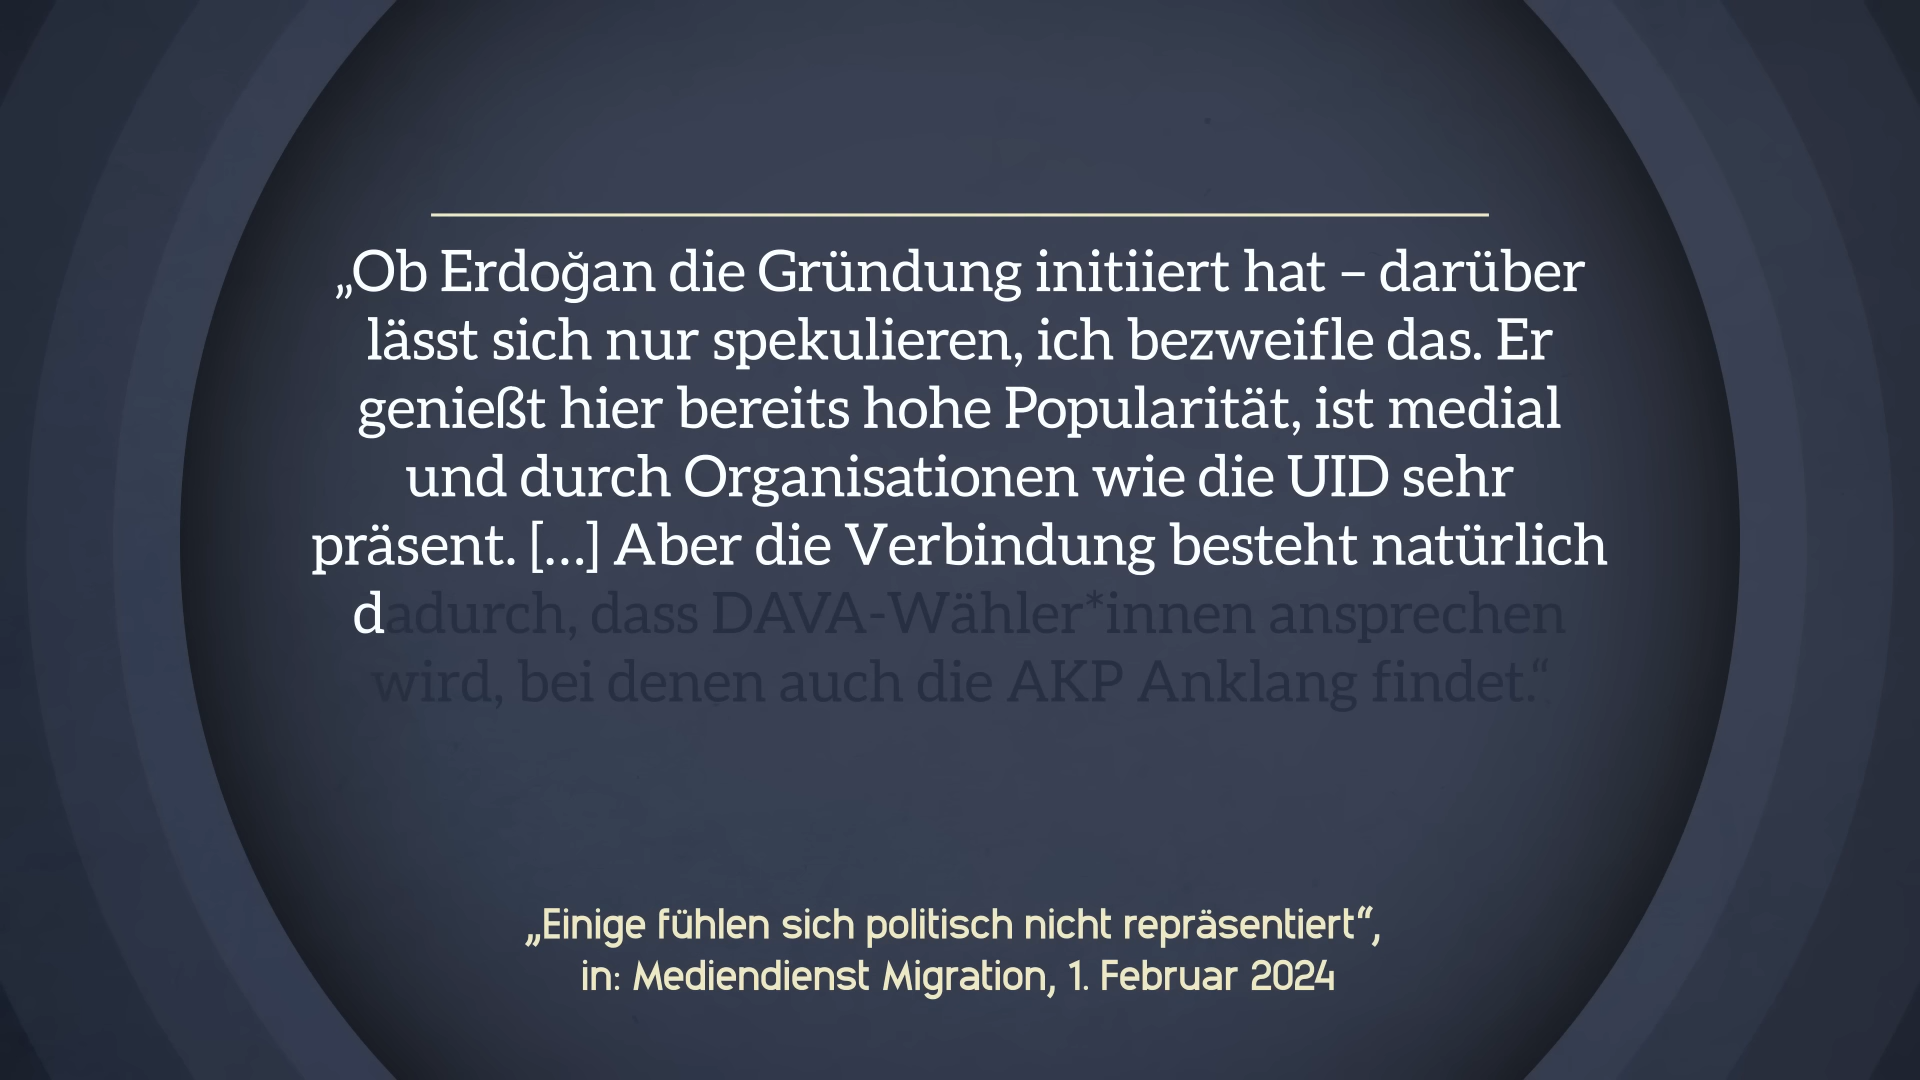 „Ob Erdoğan die Gründung initiiert hat – darüber
lässt sich nur spekulieren, ich bezweifle das. Er
genießt hier bereits hohe Popularität, ist medial
und durch Organisationen wie die UID sehr
präsent. [...] Aber die Verbindung besteht natürlich
dadurch, dass DAVA-Wähler*innen ansprechen
wird, bei denen auch die AKP Anklang findet.“
„Einige fühlen sich politisch nicht repräsentiert“,
in: Mediendienst Migration, 1. Februar 2024